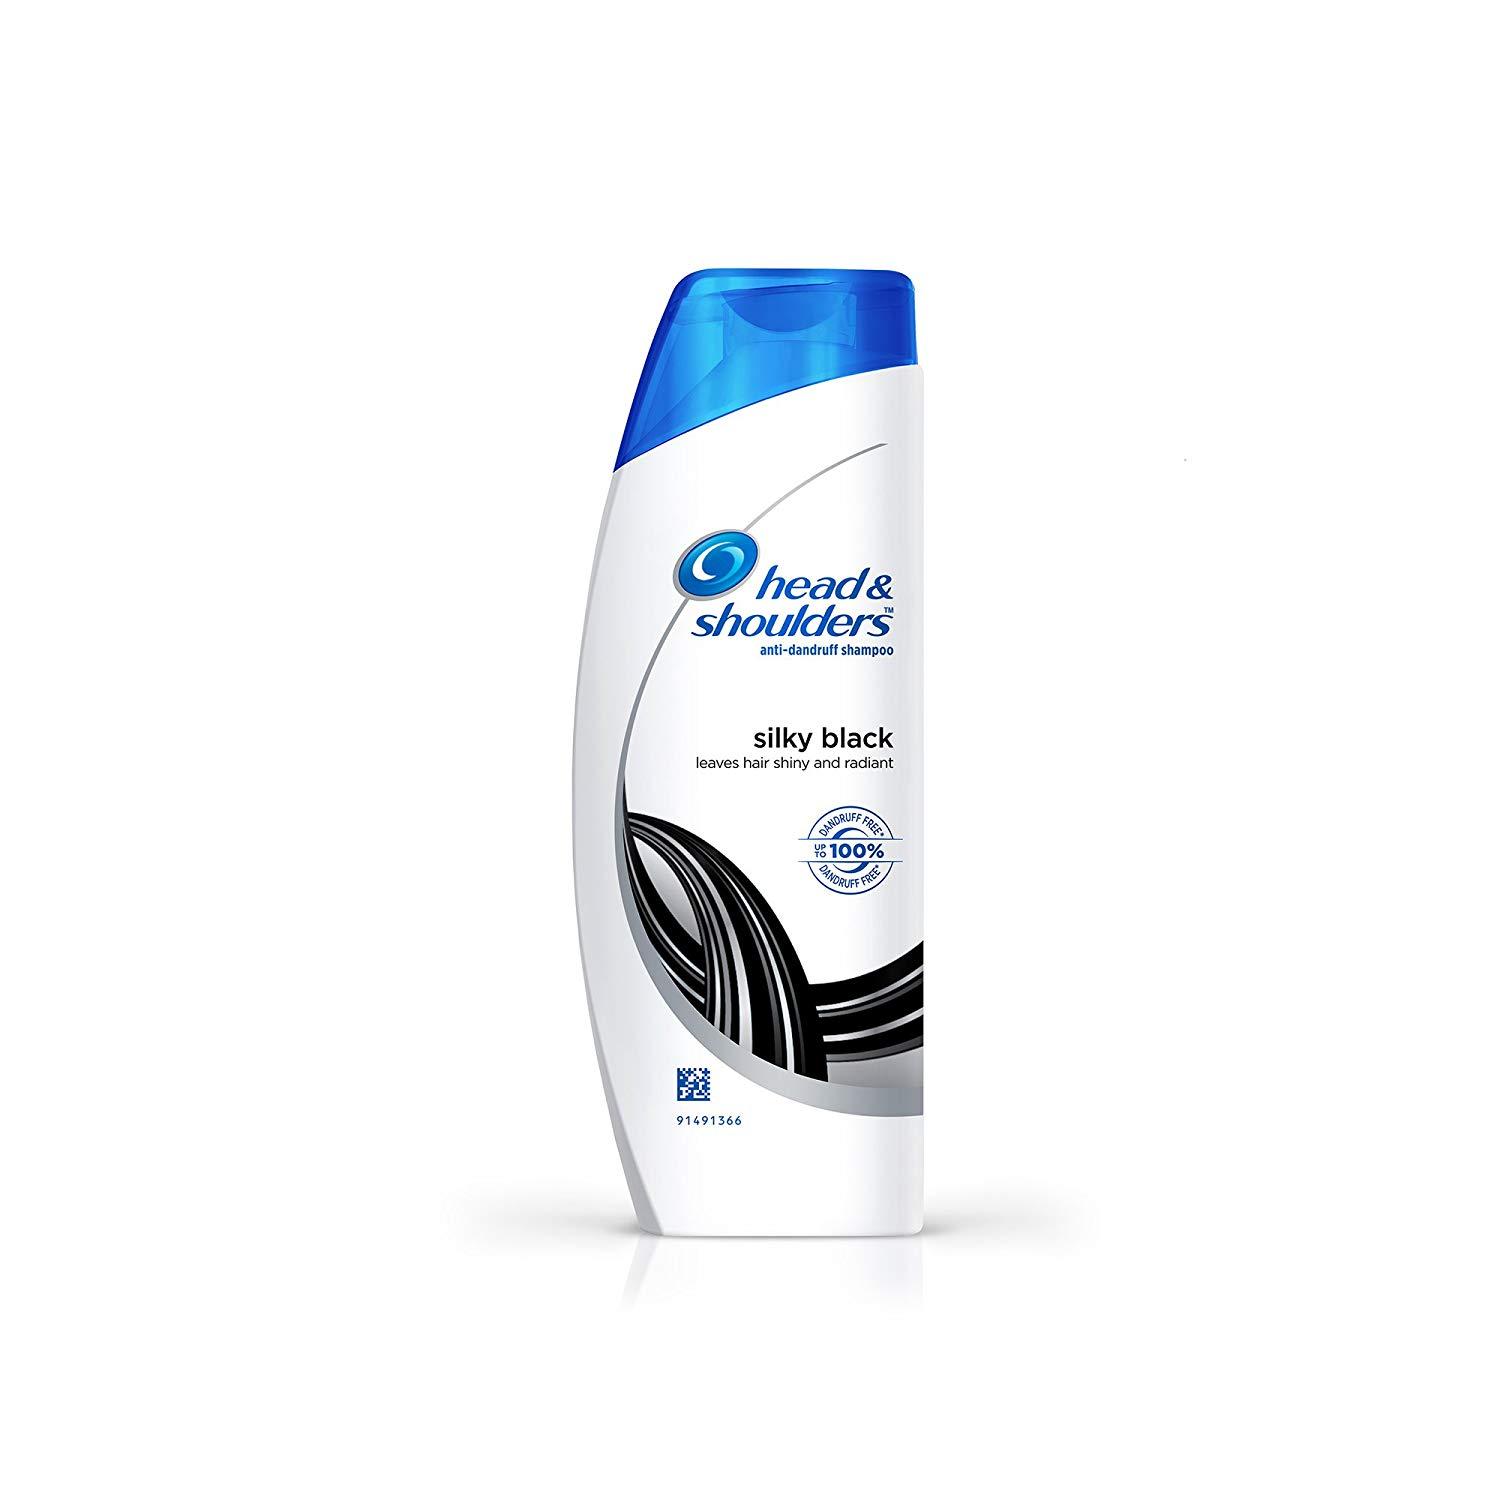 head &
shoulders™
anti-dandruff shampoo
silky black
leaves hair shiny and radiant
DANDRUFF FREE*
UP TO 100%
DANDRUFF FREE*
91491366